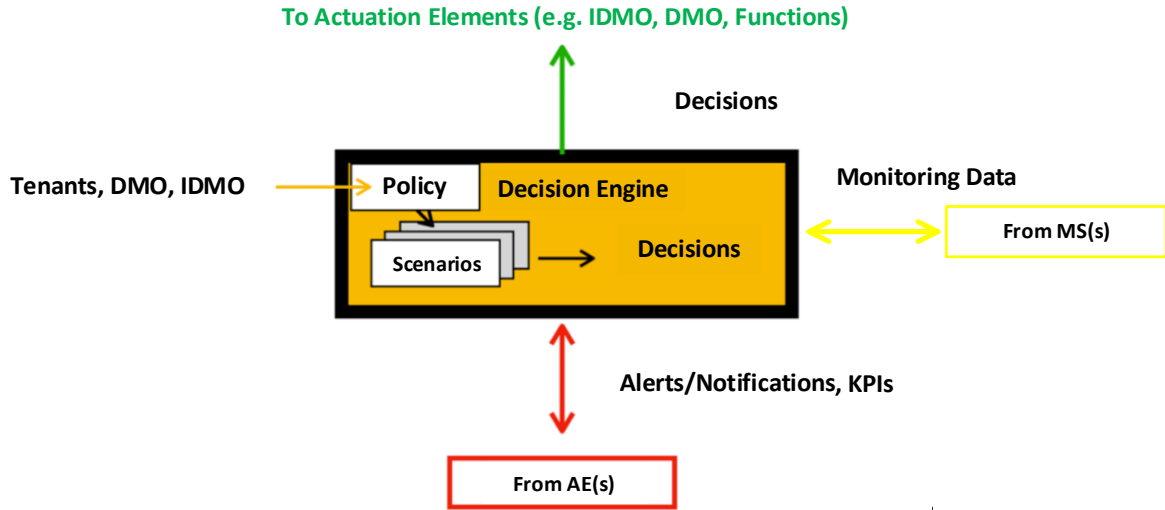 To Actuation Elements (e.g. IDMO, DMO, Functions)
Decisions
Tenants, DMO, IDMO
Policy
Decision Engine
Monitoring Data
Scenarios
Decisions
From MS(s)
Alerts/Notifications, KPIs
From AE(s)